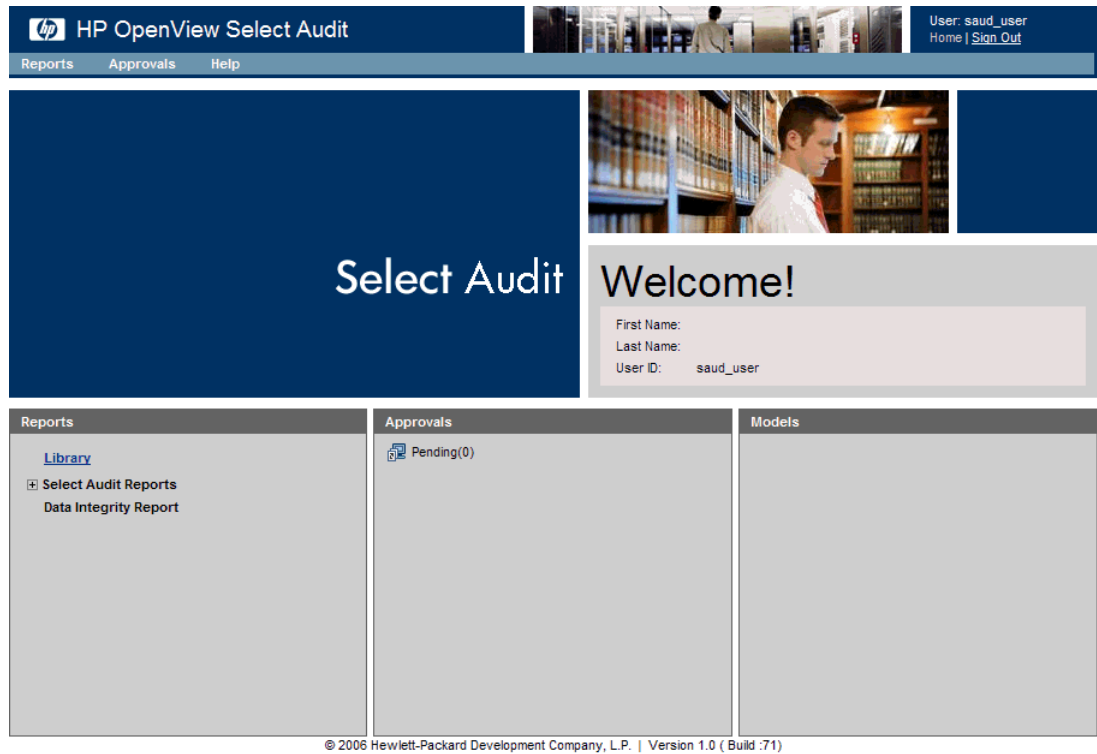 hp HP OpenView Select Audit
User: saud_user
Home | Sign Out
Reports Approvals Help
Select Audit
Welcome!
First Name:
Last Name:
User ID: saud_user
Reports
Library
Select Audit Reports
Data Integrity Report
Approvals
Pending(0)
Models
© 2006 Hewlett-Packard Development Company, L.P. | Version 1.0 ( Build :71)